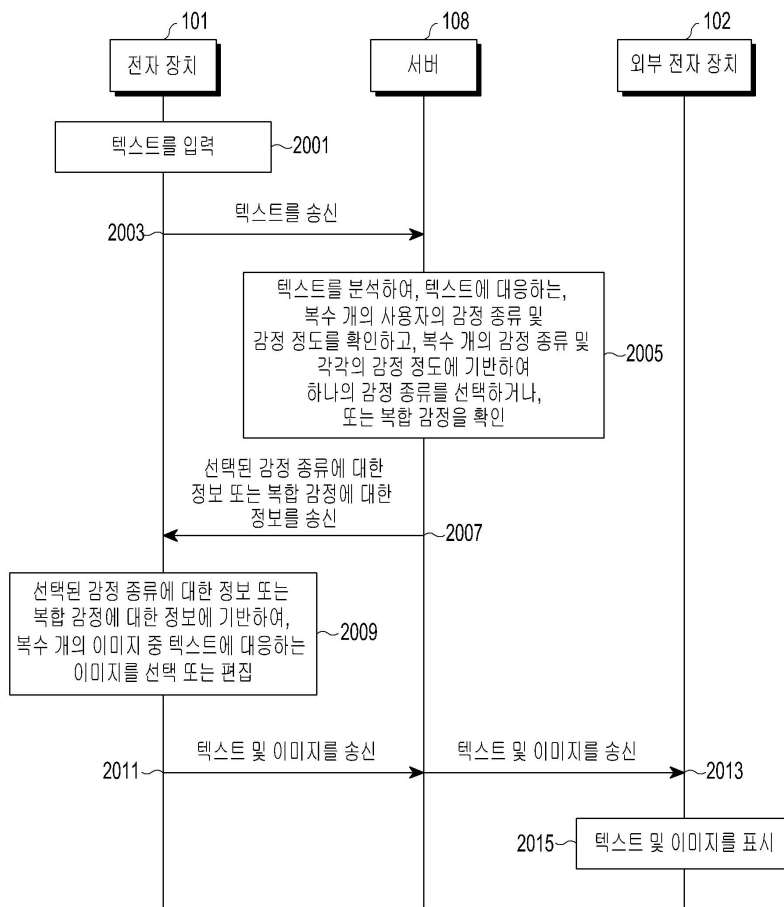 101
108
102
전자 장치
서버
외부 전자 장치
텍스트를 입력
2001
텍스트를 송신
2003
텍스트를 분석하여, 텍스트에 대응하는,
복수 개의 사용자의 감정 종류 및
감정 정도를 확인하고, 복수 개의 감정 종류 및
각각의 감정 정도에 기반하여
하나의 감정 종류를 선택하거나,
또는 복합 감정을 확인
2005
선택된 감정 종류에 대한
정보 또는 복합 감정에 대한
정보를 송신
2007
선택된 감정 종류에 대한 정보 또는
복합 감정에 대한 정보에 기반하여,
복수 개의 이미지 중 텍스트에 대응하는
이미지를 선택 또는 편집
2009
텍스트 및 이미지를 송신
2011
텍스트 및 이미지를 송신
2013
2015
텍스트 및 이미지를 표시